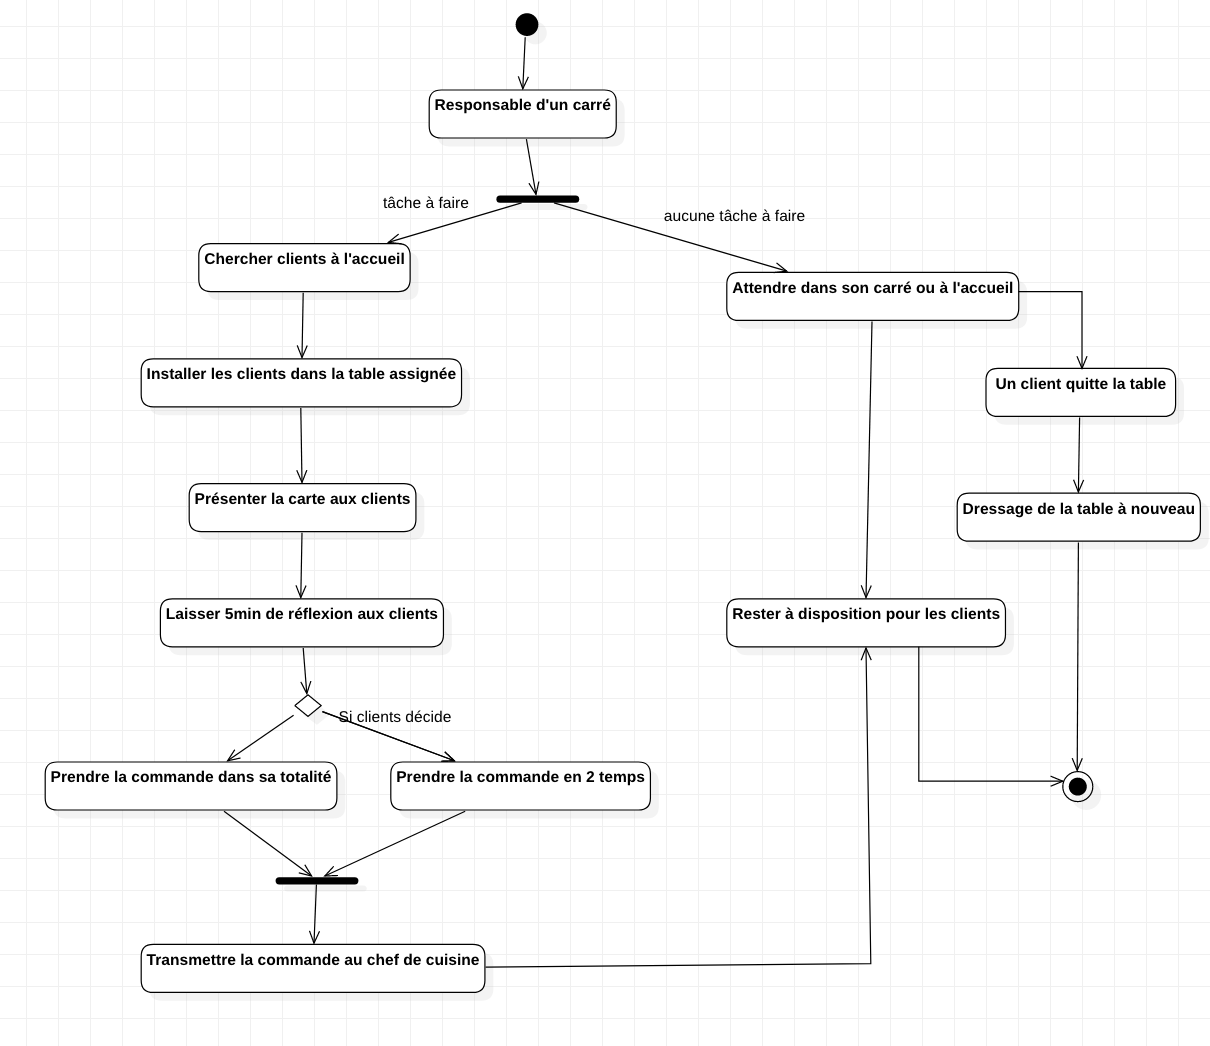 Responsable d'un carré
tâche à faire
aucune tâche à faire
Chercher clients à l'accueil
Attendre dans son carré ou à l'accueil
Installer les clients dans la table assignée
Un client quitte la table
Présenter la carte aux clients
Dressage de la table à nouveau
Laisser 5min de réflexion aux clients
Rester à disposition pour les clients
Si clients décide
Prendre la commande dans sa totalité
Prendre la commande en 2 temps
Transmettre la commande au chef de cuisine